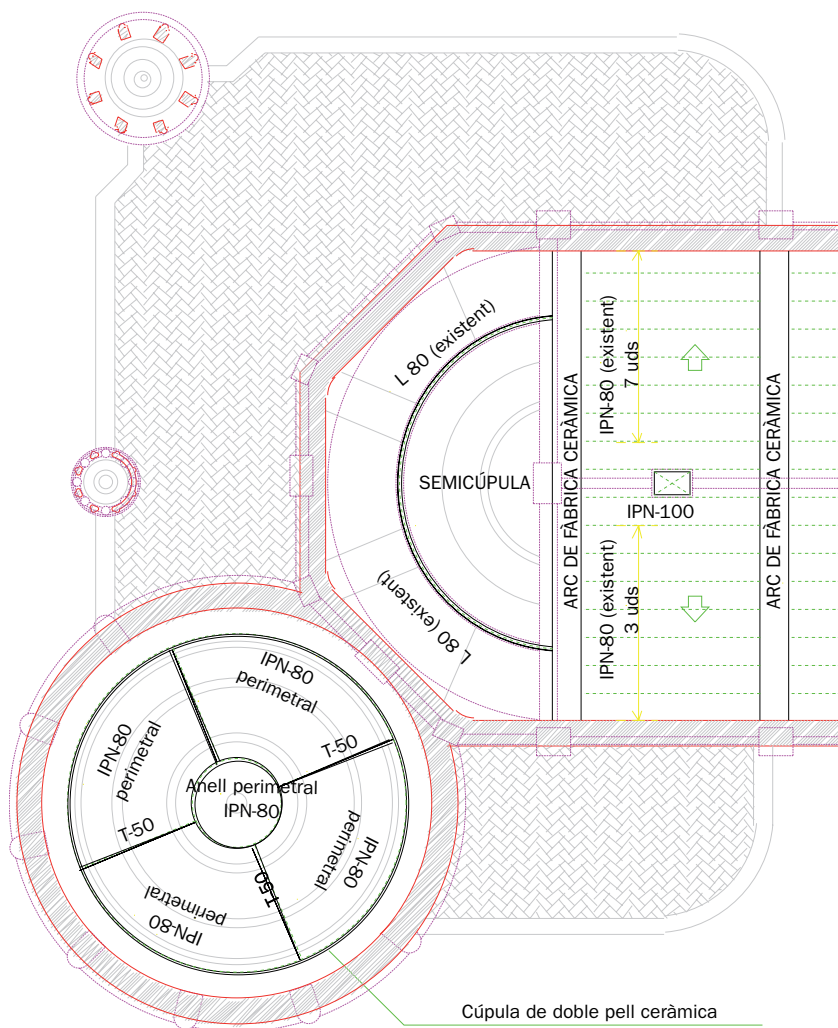 L 80 (existent)
SEMICÚPULA
L 80 (existent)
ARC DE FÀBRICA CERÀMICA
IPN-80 (existent)
7 uds
IPN-100
IPN-80 (existent)
3 uds
ARC DE FÀBRICA CERÀMICA
IPN-80
perimetral
IPN-80
perimetral
T-50
Anell perimetral
IPN-80
T-50
IPN-80
perimetral
T-50
IPN-80
perimetral
Cúpula de doble pell ceràmica